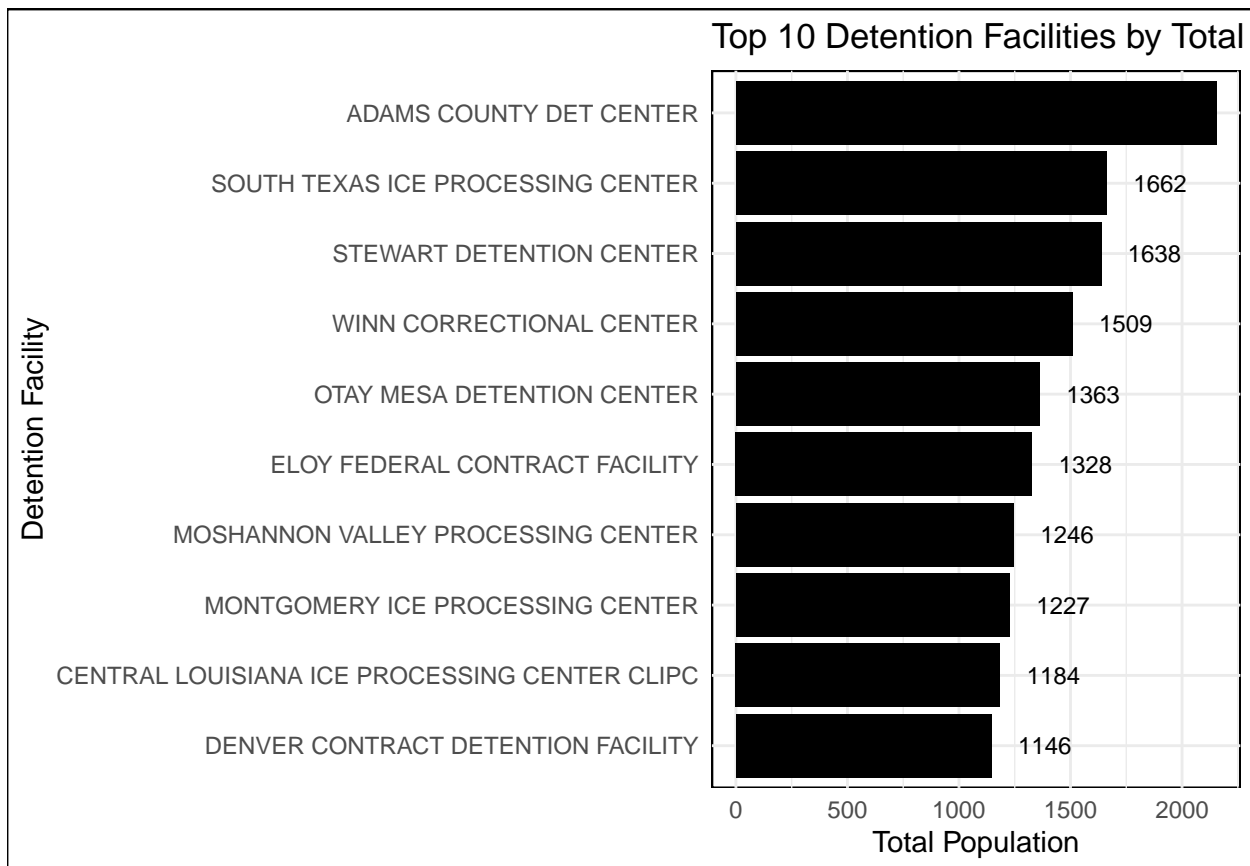 Top 10 Detention Facilities by Total
ADAMS COUNTY DET CENTER
SOUTH TEXAS ICE PROCESSING CENTER 1662
STEWART DETENTION CENTER 1638
WINN CORRECTIONAL CENTER 1509
OTAY MESA DETENTION CENTER 1363
ELOY FEDERAL CONTRACT FACILITY 1328
MOSHANNON VALLEY PROCESSING CENTER 1246
MONTGOMERY ICE PROCESSING CENTER 1227
CENTRAL LOUISIANA ICE PROCESSING CENTER CLIPC 1184
DENVER CONTRACT DETENTION FACILITY 1146
0 500 1000 1500 2000
Total Population
Detention Facility